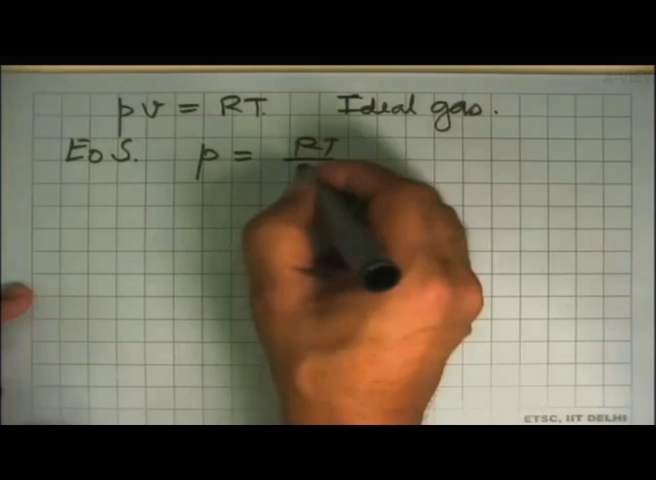 pv = RT. Ideal gas.
EOS. p = RT
ETSC, IIT DELHI